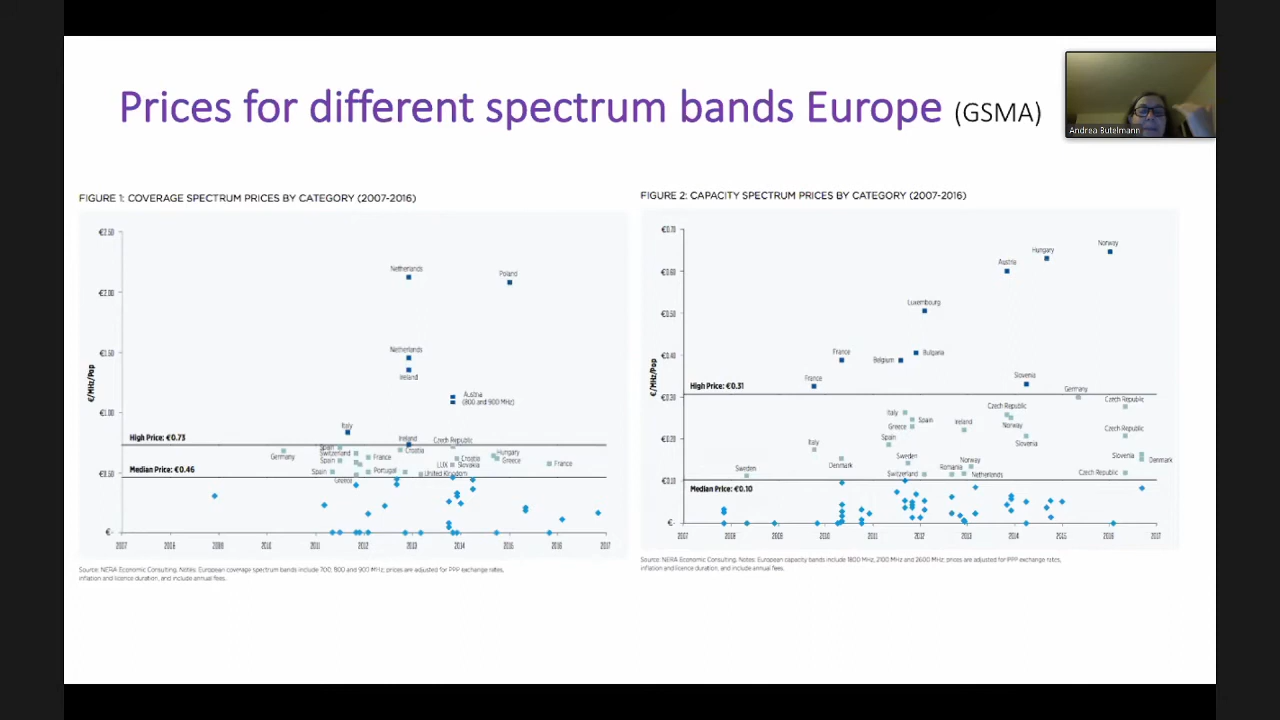 Prices for different spectrum bands Europe (GSMA)
Andrea Butelmann
FIGURE 1: COVERAGE SPECTRUM PRICES BY CATEGORY (2007-2016)
€2.50
€2.00
€1.50
€1.00
€0.50
€-
€/MHz/Pop
Netherlands
Poland
Netherlands
Ireland
Austria
(800 and 900 MHz)
Italy
High Price: €0.73
Ireland
Czech Republic
Spain
Switzerland
Croatia
Hungary
Germany
Spain
France
Croatia
Greece
LUX
Slovakia
France
Median Price: €0.46
Spain
Portugal
United Kingdom
Greece
2007 2008 2009 2010 2011 2012 2013 2014 2015 2016 2017
Source: NERA Economic Consulting. Notes: European coverage spectrum bands include 700, 800 and 900 MHz; prices are adjusted for PPP exchange rates,
inflation and licence duration, and include annual fees.
FIGURE 2: CAPACITY SPECTRUM PRICES BY CATEGORY (2007-2016)
€0.70
€0.60
€0.50
€0.40
€0.30
€0.20
€0.10
€-
€/MHz/Pop
Norway
Hungary
Austria
Luxembourg
France
Belgium
Bulgaria
France
Slovenia
High Price: €0.31
Germany
Czech Republic
Italy
Spain
Czech Republic
Greece
Ireland
Norway
Czech Republic
Spain
Slovenia
Italy
Sweden
Slovenia
Denmark
Denmark
Norway
Sweden
Switzerland
Romania
Netherlands
Czech Republic
Median Price: €0.10
2007 2008 2009 2010 2011 2012 2013 2014 2015 2016 2017
Source: NERA Economic Consulting. Notes: European capacity bands include 1800 MHz, 2100 MHz and 2600 MHz; prices are adjusted for PPP exchange rates,
inflation and licence duration, and include annual fees.